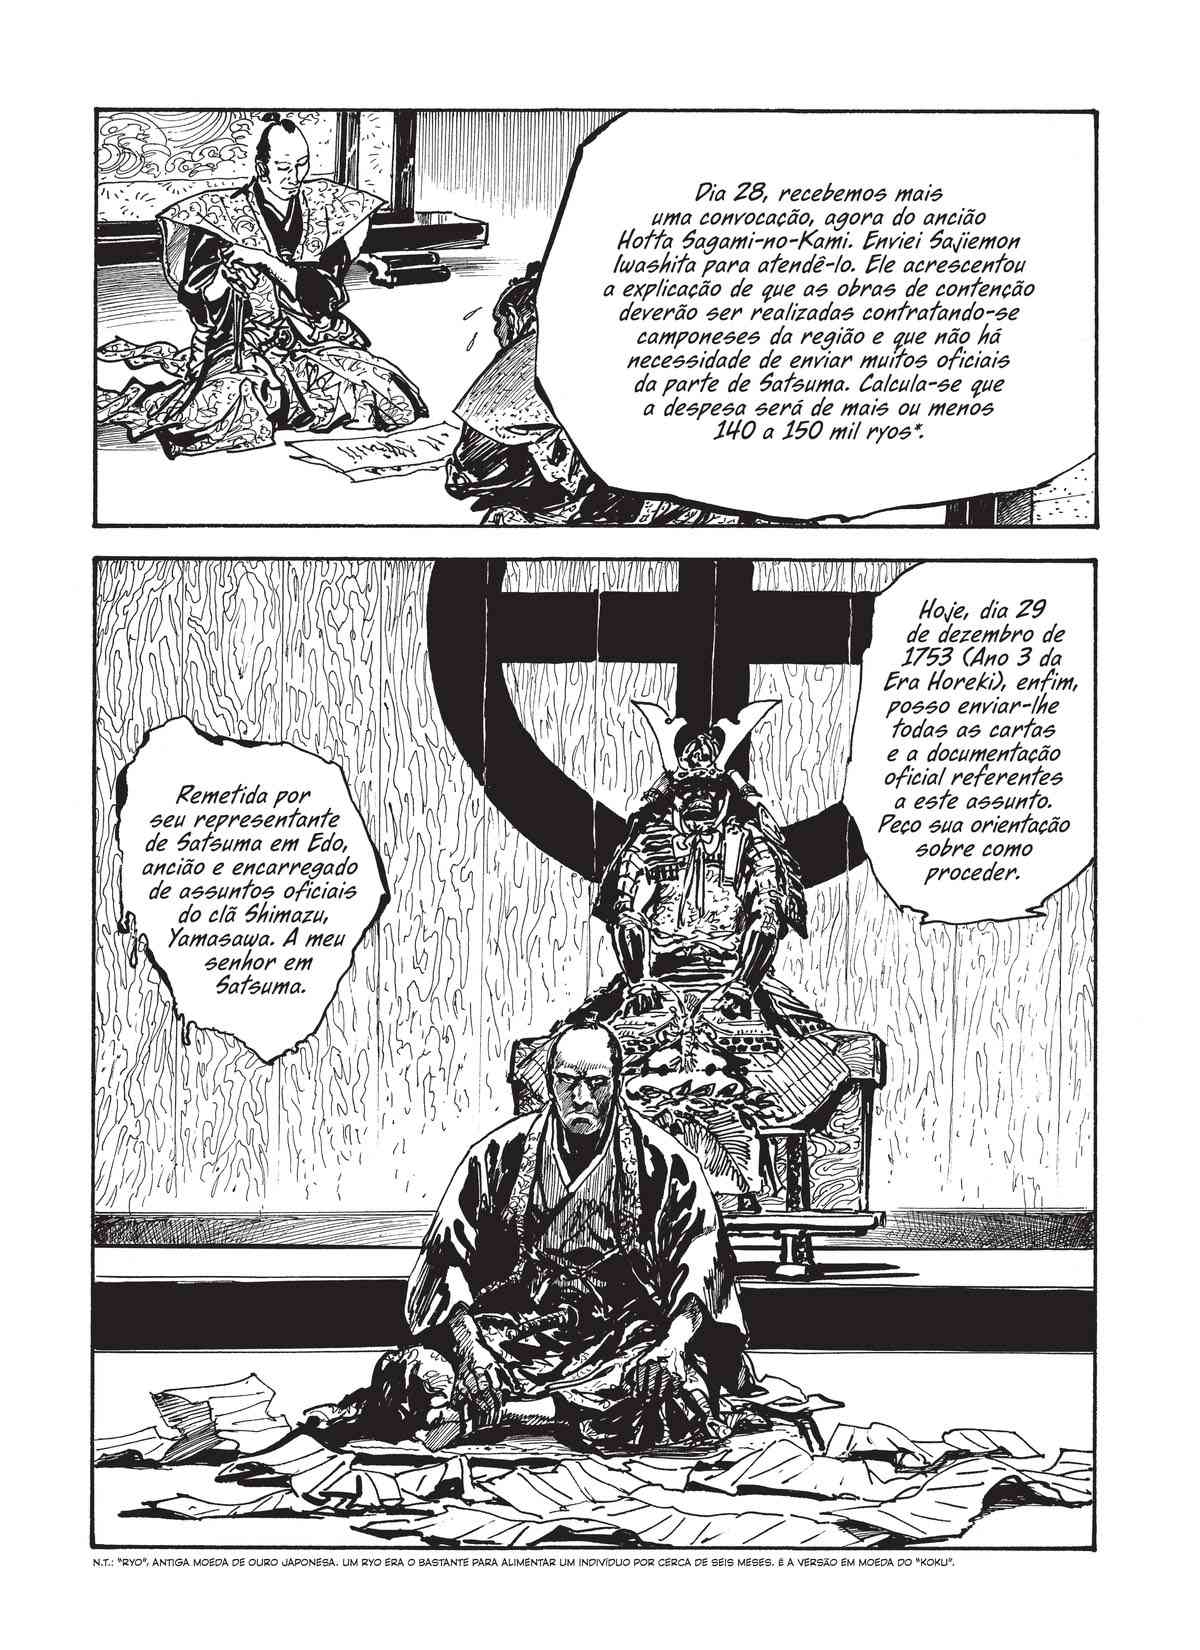 Dia 28, recebemos mais
uma convocação, agora do ancião
Hotta Sagami-no-Kami. Enviei Sajiemon
Iwashita para atendê-lo. Ele acrescentou
a explicação de que as obras de contenção
deverão ser realizadas contratando-se
camponeses da região e que não há
necessidade de enviar muitos oficiais
da parte de Satsuma. Calcula-se que
a despesa será de mais ou menos
140 a 150 mil ryos*.
Hoje, dia 29
de dezembro de
1753 (Ano 3 da
Era Horeki), enfim,
posso enviar-lhe
todas as cartas
e a documentação
oficial referentes
a este assunto.
Peço sua orientação
sobre como
proceder.
Remetida por
seu representante
de Satsuma em Edo,
ancião e encarregado
de assuntos oficiais
do clã Shimazu,
Yamasawa. A meu
senhor em
Satsuma.
N.T.: "RYO", ANTIGA MOEDA DE OURO JAPONESA. UM RYO ERA O BASTANTE PARA ALIMENTAR UM INDIVÍDUO POR CERCA DE SEIS MESES. É A VERSÃO EM MOEDA DO "KOKU".